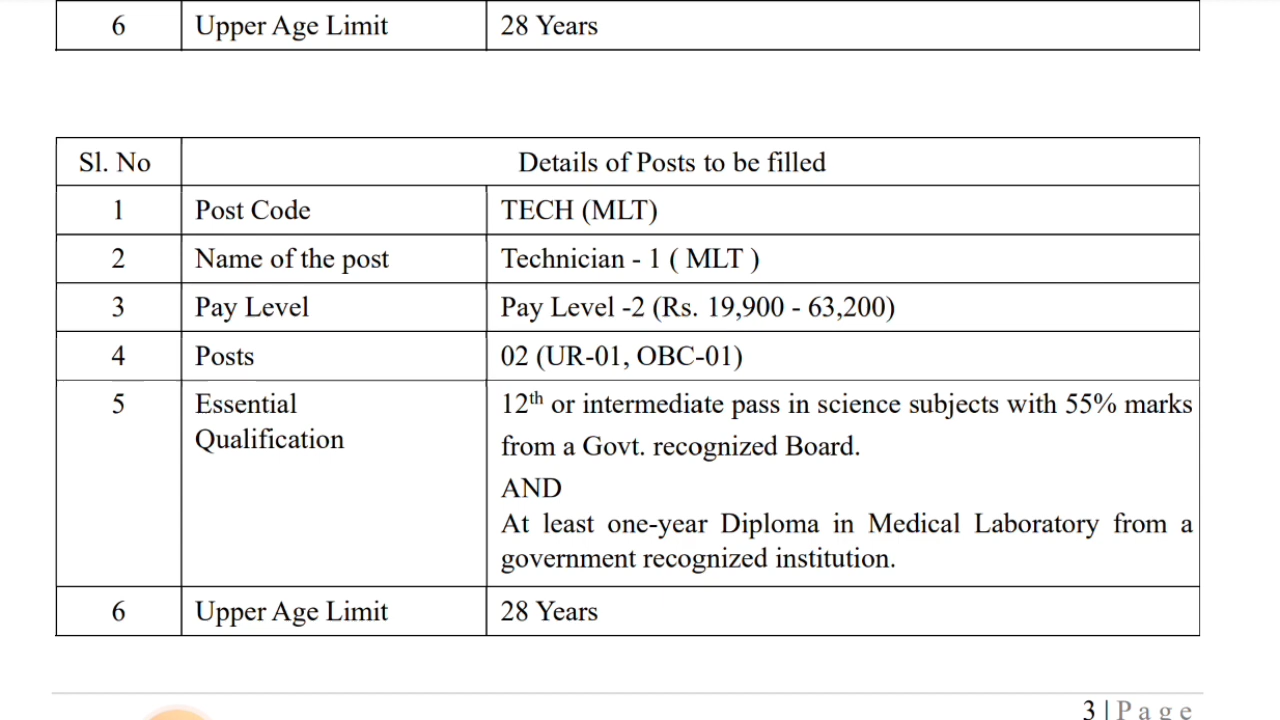 6 Upper Age Limit 28 Years
Sl. No Details of Posts to be filled
1 Post Code TECH (MLT)
2 Name of the post Technician - 1 ( MLT )
3 Pay Level Pay Level -2 (Rs. 19,900 - 63,200)
4 Posts 02 (UR-01, OBC-01)
5 Essential 12th or intermediate pass in science subjects with 55% marks
Qualification from a Govt. recognized Board.
AND
At least one-year Diploma in Medical Laboratory from a
government recognized institution.
6 Upper Age Limit 28 Years
3 | P a g e